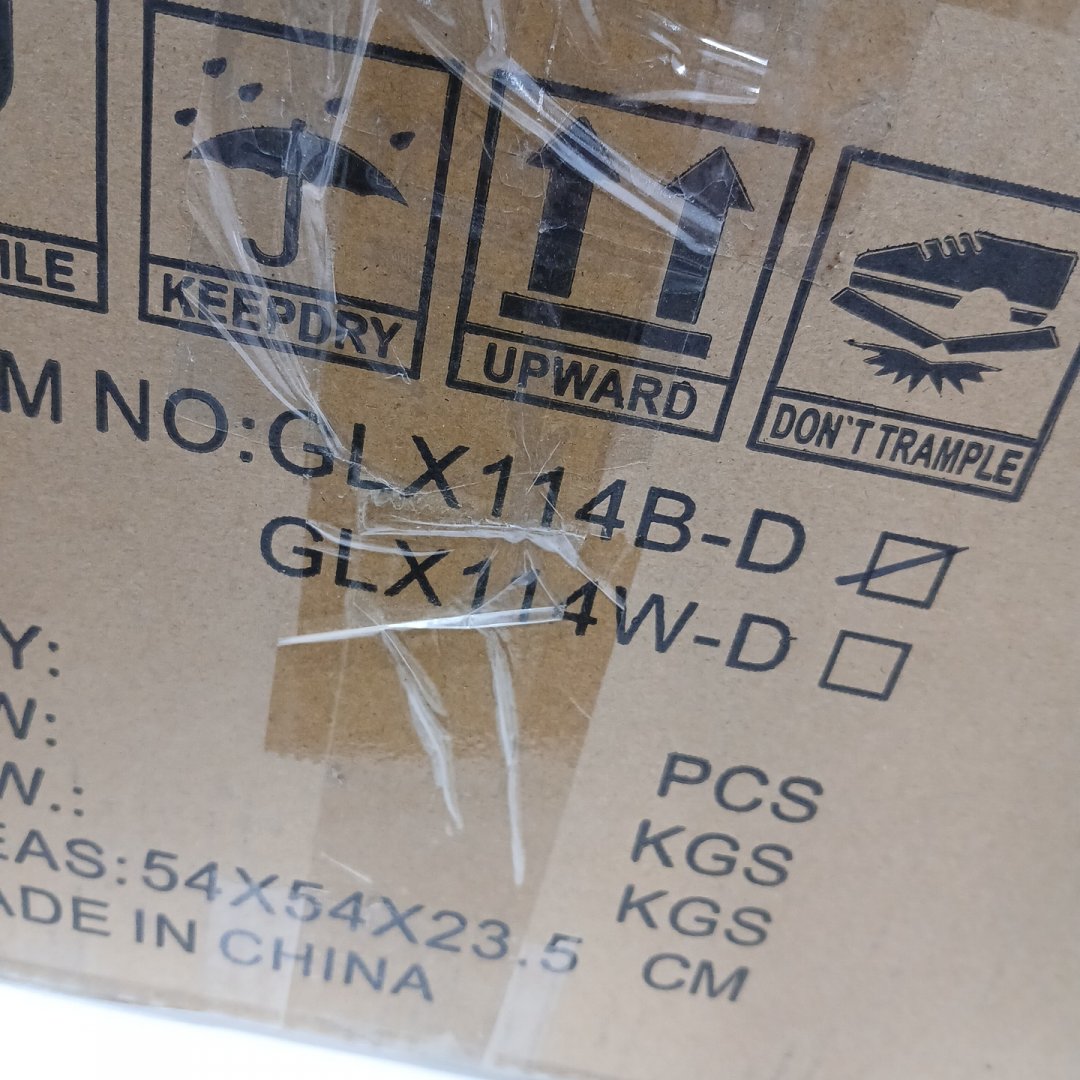 ILE
KEEPDRY
UPWARD
DON'T TRAMPLE
M NO:GLX114B-D
GLX114W-D
Y: PCS
W: KGS
W.: KGS
EAS:54X54X23.5 CM
ADE IN CHINA